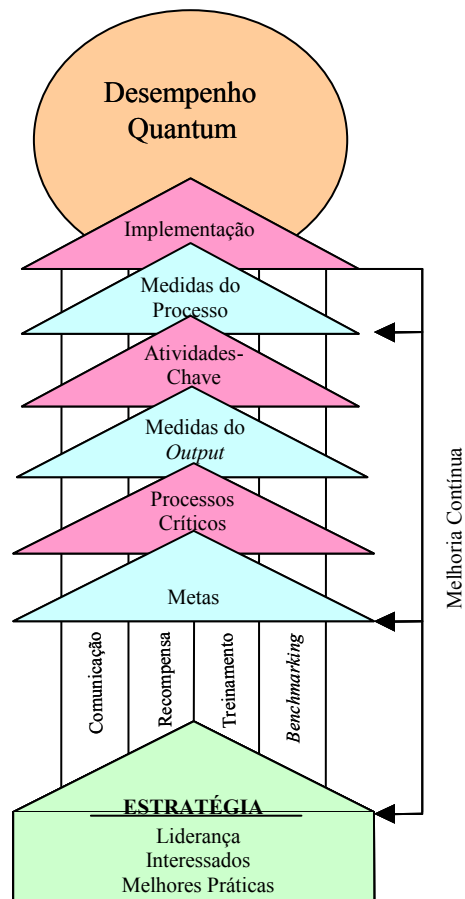 Desempenho
Quantum
Implementação
Medidas do
Processo
Atividades-
Chave
Medidas do
Output
Processos
Críticos
Metas
Comunicação
Recompensa
Treinamento
Benchmarking
Melhoria Contínua
ESTRATÉGIA
Liderança
Interessados
Melhores Práticas